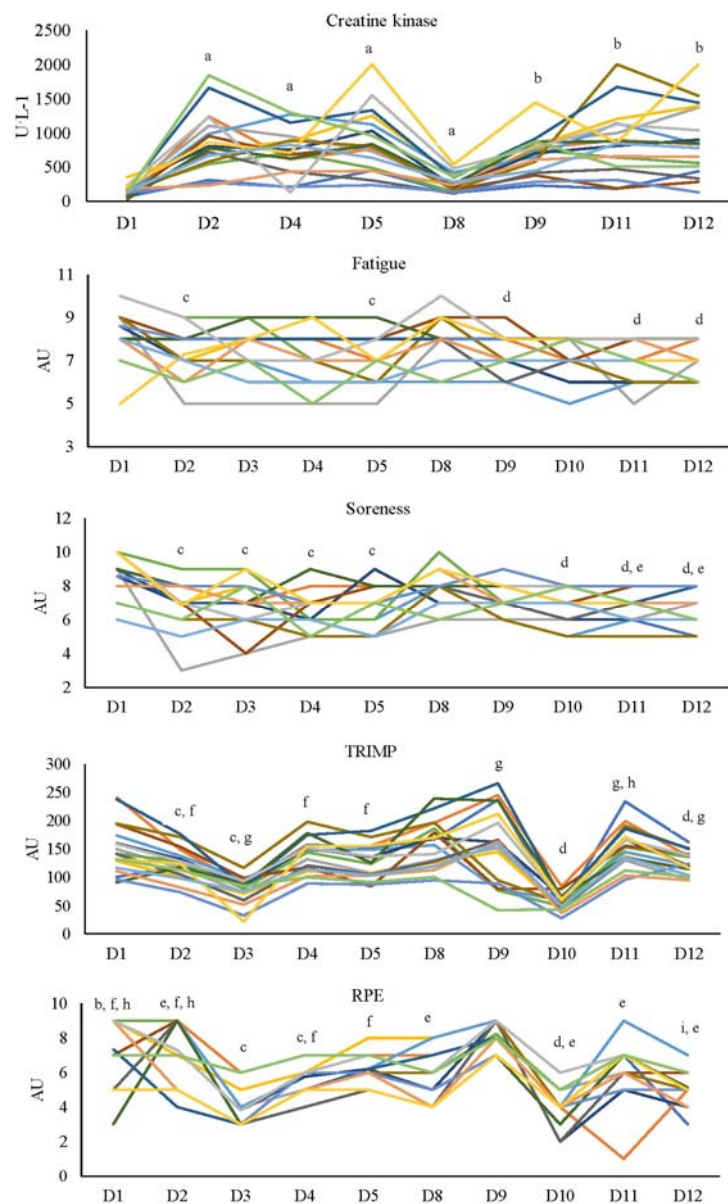 Creatine kinase
2500
2000
1500
1000
500
0
U·L-1
a a a a b b b
D1 D2 D4 D5 D8 D9 D11 D12
Fatigue
11
9
7
5
3
AU
c c d d d
D1 D2 D3 D4 D5 D8 D9 D10 D11 D12
Soreness
12
10
8
6
4
2
AU
c c c c d d, e d, e
D1 D2 D3 D4 D5 D8 D9 D10 D11 D12
TRIMP
300
250
200
150
100
50
0
AU
c, f c, g f f g d g, h d, g
D1 D2 D3 D4 D5 D8 D9 D10 D11 D12
RPE
10
8
6
4
2
0
AU
b, f, h e, f, h c c, f f e d, e e i, e
D1 D2 D3 D4 D5 D8 D9 D10 D11 D12